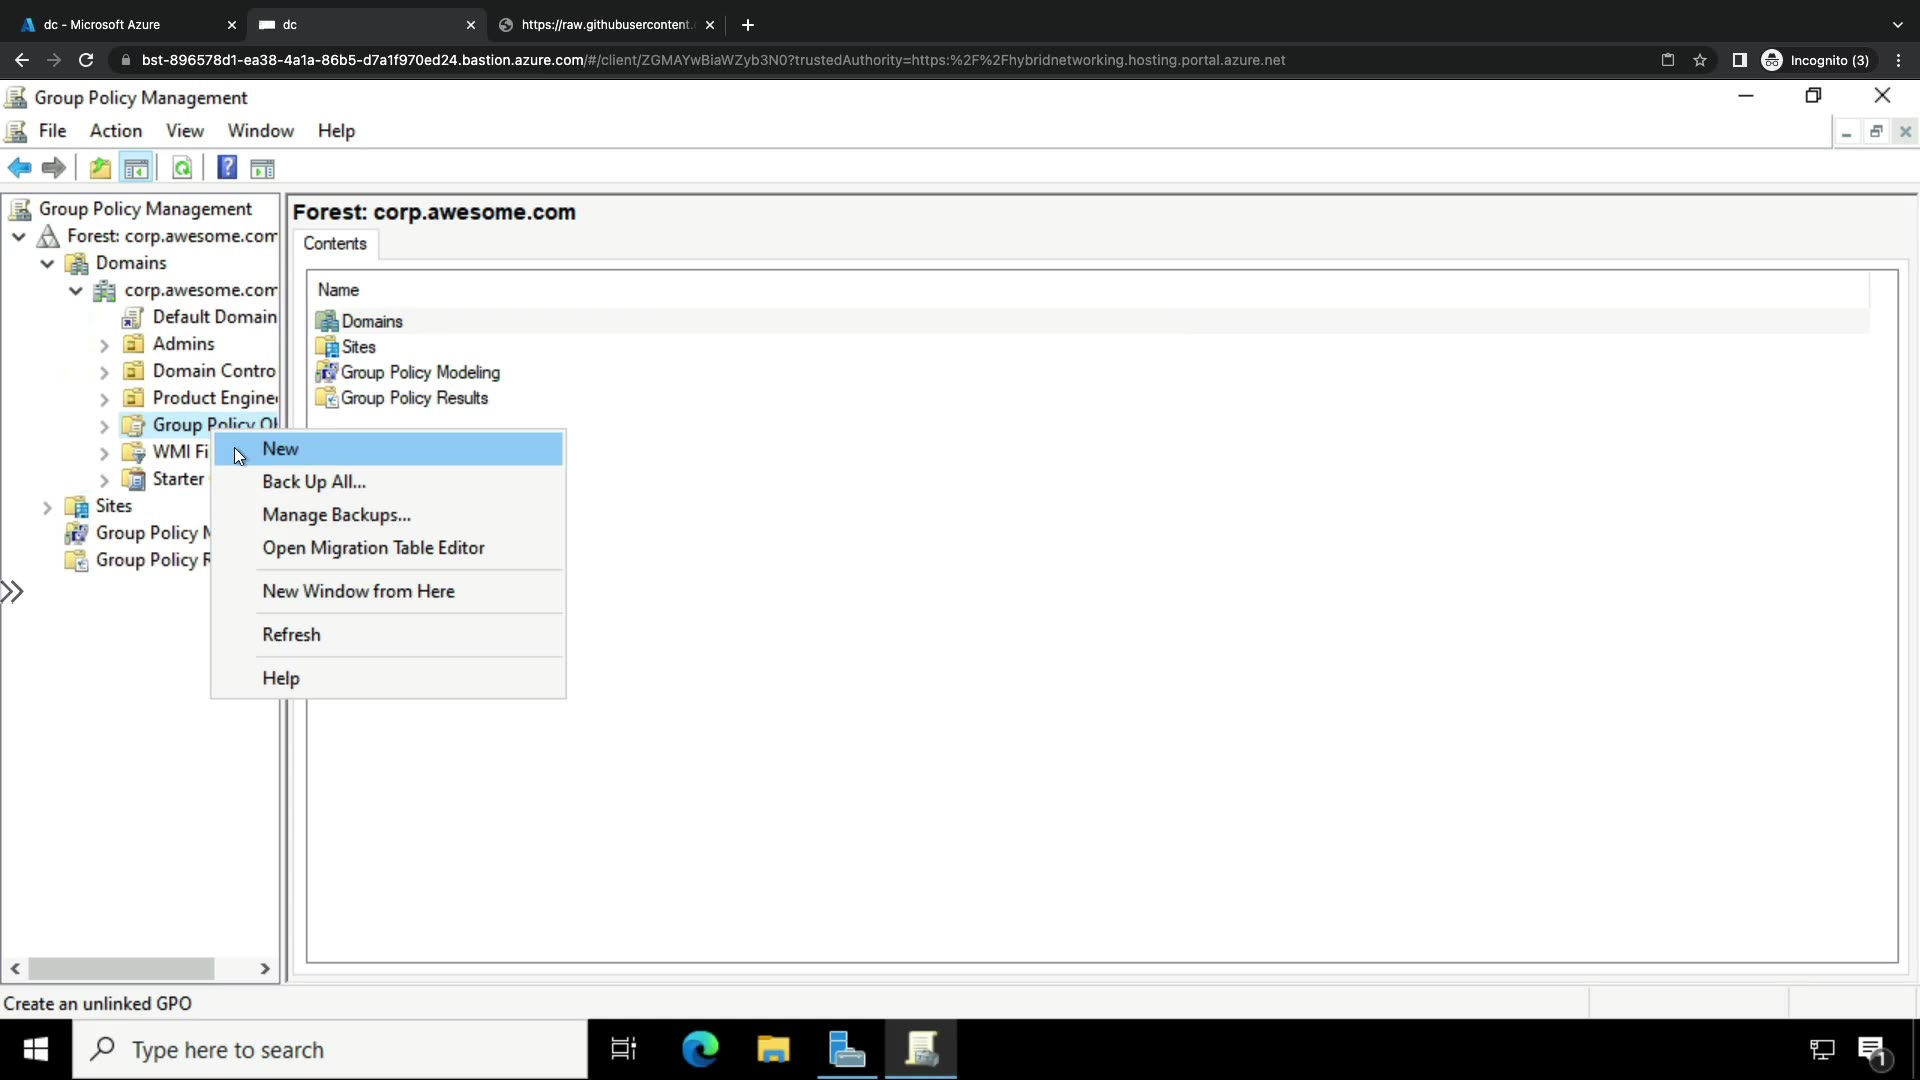 dc - Microsoft Azure
dc
https://raw.githubusercontent.
bst-896578d1-ea38-4a1a-86b5-d7a1f970ed24.bastion.azure.com/#/client/ZGMAYwBiaWZyb3N0?trustedAuthority=https:%2F%2Fhybridnetworking.hosting.portal.azure.net
Incognito (3)
Group Policy Management
File Action View Window Help
Group Policy Management
Forest: corp.awesome.com
Domains
corp.awesome.com
Default Domain
Admins
Domain Contro
Product Enginee
Group Policy Ob
WMI Fi
Starter
Sites
Group Policy M
Group Policy R
Forest: corp.awesome.com
Contents
Name
Domains
Sites
Group Policy Modeling
Group Policy Results
New
Back Up All...
Manage Backups...
Open Migration Table Editor
New Window from Here
Refresh
Help
Create an unlinked GPO
Type here to search
1